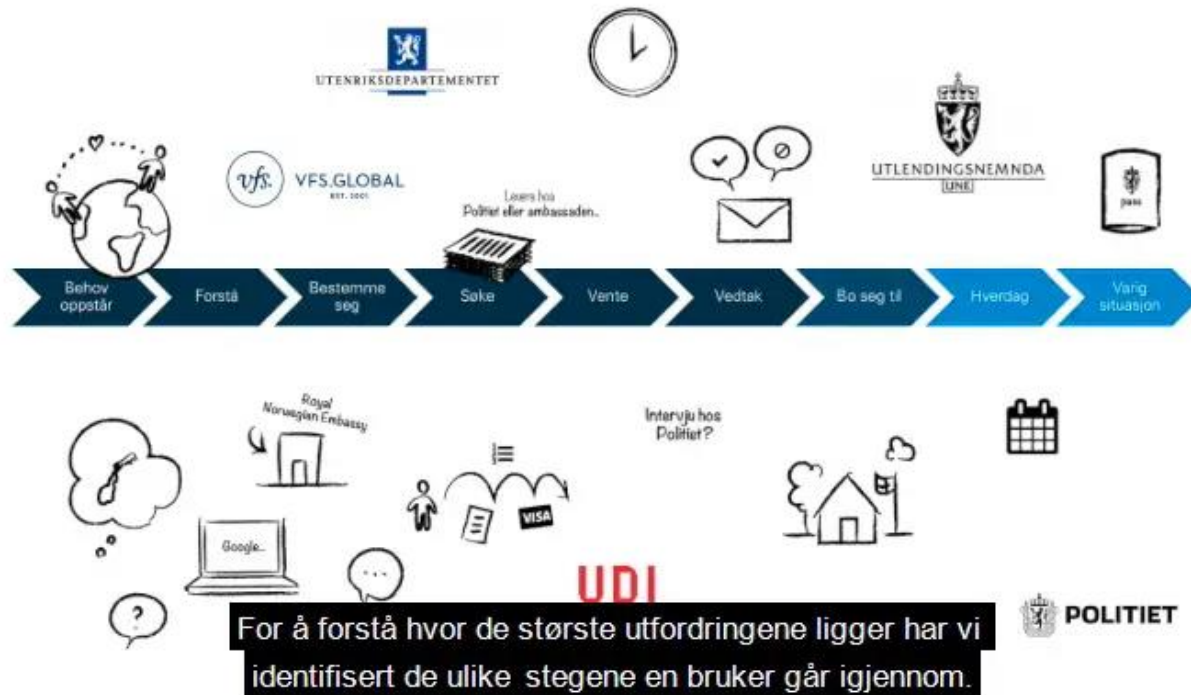 UTENRIKSDEPARTEMENTET
vfs.
VFS.GLOBAL
EST. 2001
Levers hos
Politiet eller ambassaden.
UTLENDINGSNEMNDA
UNE
pass
Behov
oppstår
Forstå
Bestemme
seg
Søke
Vente
Vedtak
Bo seg til
Hverdag
Varig
situasjon
Royal
Norwegian Embassy
Intervju hos
Politiet?
VISA
Google...
...
?
UDI
POLITIET
For å forstå hvor de største utfordringene ligger har vi
identifisert de ulike stegene en bruker går igjennom.